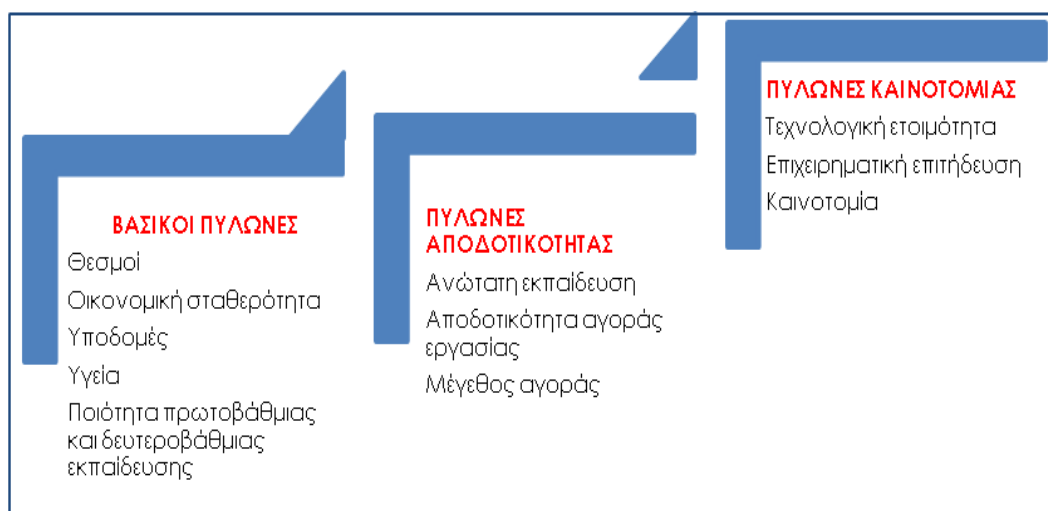 ΒΑΣΙΚΟΙ ΠΥΛΩΝΕΣ
Θεσμοί
Οικονομική σταθερότητα
Υποδομές
Υγεία
Ποιότητα πρωτοβάθμιας
και δευτεροβάθμιας
εκπαίδευσης
ΠΥΛΩΝΕΣ
ΑΠΟΔΟΤΙΚΟΤΗΤΑΣ
Ανώτατη εκπαίδευση
Αποδοτικότητα αγοράς
εργασίας
Μέγεθος αγοράς
ΠΥΛΩΝΕΣ ΚΑΙΝΟΤΟΜΙΑΣ
Τεχνολογική ετοιμότητα
Επιχειρηματική επιτήδευση
Καινοτομία